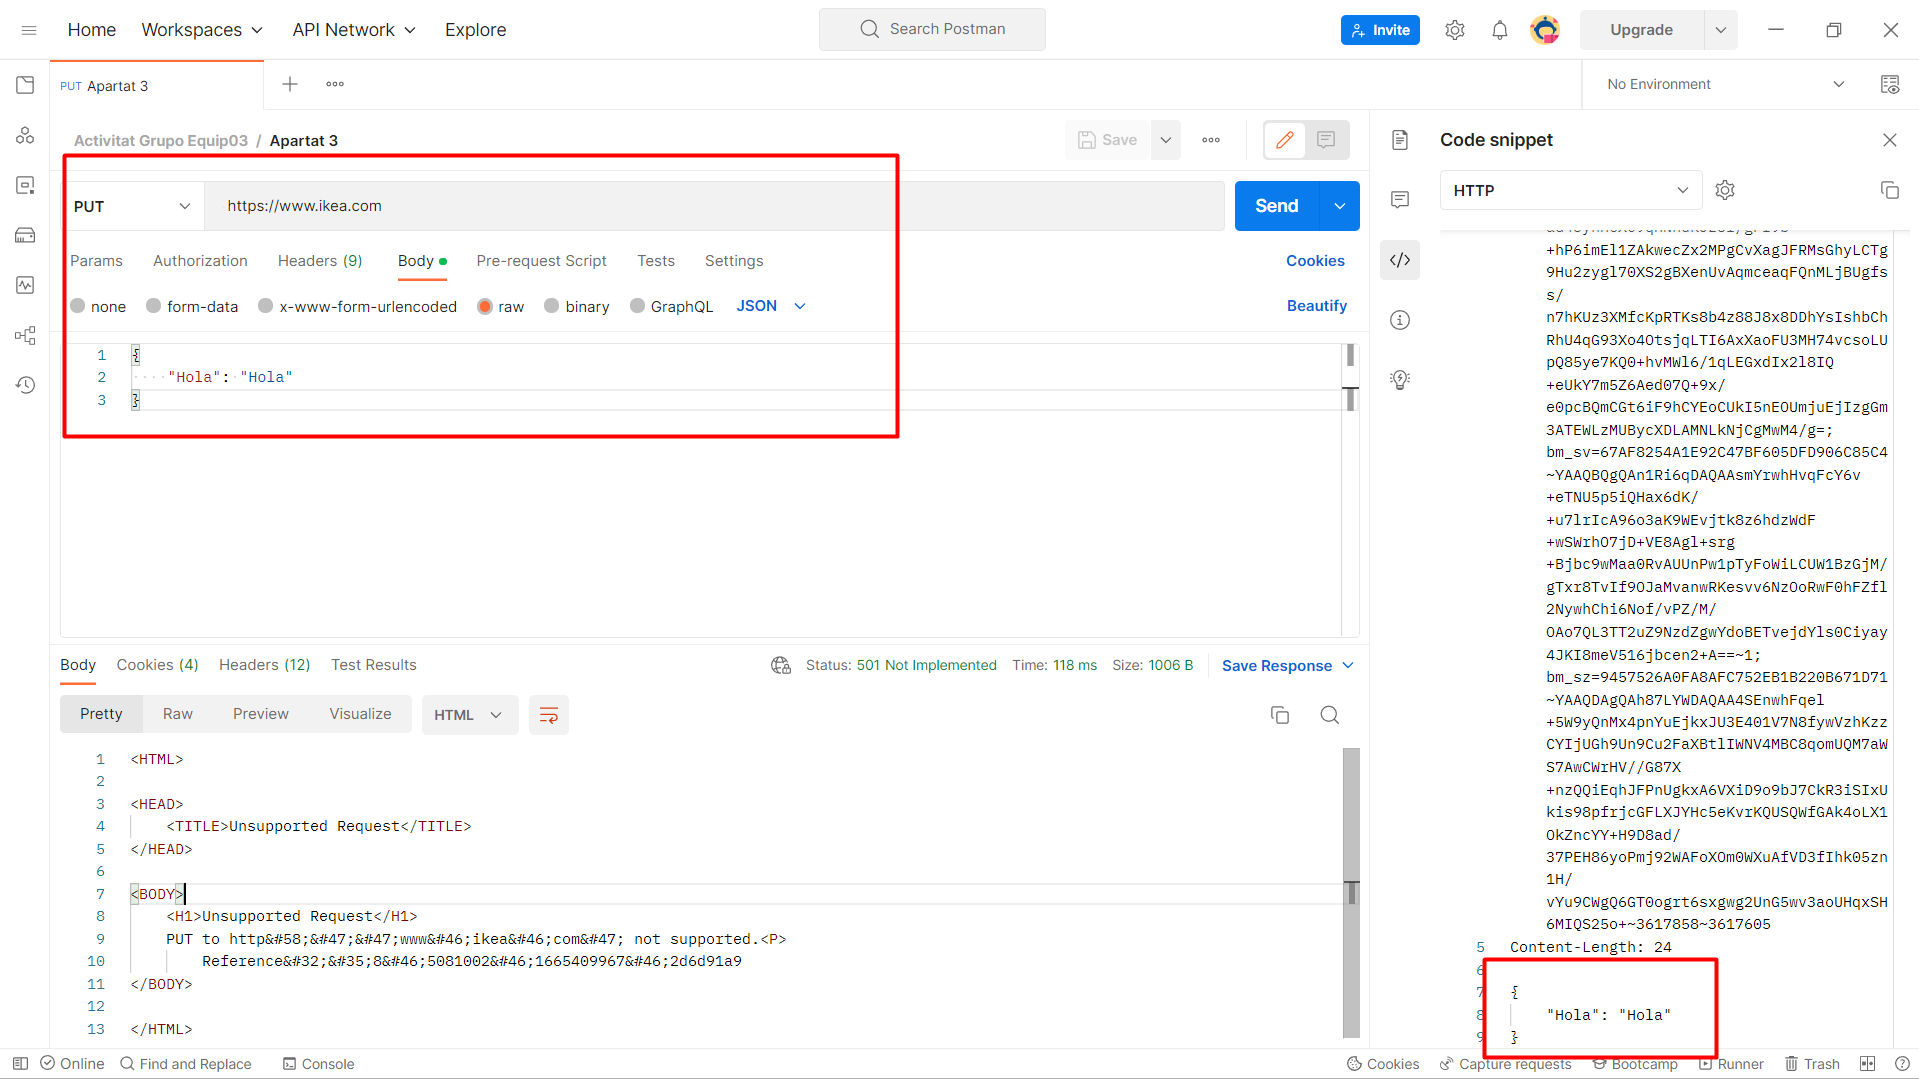 Home Workspaces API Network Explore Search Postman Invite Upgrade
PUT Apartat 3 No Environment
Activitat Grupo Equip03 / Apartat 3 Save
PUT https://www.ikea.com Send
Params Authorization Headers (9) Body Pre-request Script Tests Settings Cookies
none form-data x-www-form-urlencoded raw binary GraphQL JSON Beautify
1 {
2 "Hola": "Hola"
3 }
Body Cookies (4) Headers (12) Test Results Status: 501 Not Implemented Time: 118 ms Size: 1006 B Save Response
Pretty Raw Preview Visualize HTML
1 <HTML>
2
3 <HEAD>
4 <TITLE>Unsupported Request</TITLE>
5 </HEAD>
6
7 <BODY>
8 <H1>Unsupported Request</H1>
9 PUT to http&#58;&#47;&#47;www&#46;ikea&#46;com&#47; not supported.<P>
10 Reference&#32;&#35;8&#46;5081002&#46;1665409967&#46;2d6d91a9
11 </BODY>
12
13 </HTML>
Code snippet
HTTP
+hP6imEl1ZAkwecZx2MPgCvXagJFRMsGhyLCTg
9Hu2zygl70XS2gBXenUvAqmceaqFQnMLjBUgfs
s/
n7hKUz3XMfcKpRTKs8b4z88J8x8DDhYsIshbCh
RhU4qG93Xo4OtsjqLTI6AxXaoFU3MH74vcsoLU
pQ85ye7KQ0+hvMWl6/1qLEGxdIx2l8IQ
+eUkY7m5Z6Aed07Q+9x/
e0pcBQmCGt6iF9hCYEoCUkI5nEOUmjuEjIzgGm
3ATEWLzMUBycXDLAMNLkNjCgMwM4/g=;
bm_sv=67AF8254A1E92C47BF605DFD906C85C4
~YAAQBQgQAn1Ri6qDAQAAsmYrwhHvqFcY6v
+eTNU5p5iQHax6dK/
+u7lrIcA96o3aK9WEvjtk8z6hdzWdF
+wSWrhO7jD+VE8Agl+srg
+Bjbc9wMaa0RvAUUnPw1pTyFoWiLCUW1BzGjM/
gTxr8TvIf9OJaMvanwRKesvv6NzOoRwF0hFZfl
2NywhChi6Nof/vPZ/M/
OAo7QL3TT2uZ9NzdZgwYdoBETvejdYls0Ciyay
4JKI8meV516jbcen2+A==~1;
bm_sz=9457526A0FA8AFC752EB1B220B671D71
~YAAQDAgQAh87LYWDAQAA4SEnwhFqel
+5W9yQnMx4pnYuEjkxJU3E401V7N8fywVzhKzz
CYIjUGh9Un9Cu2FaXBtlIWNV4MBC8qomUQM7aW
S7AwCWrHV//G87X
+nzQQiEqhJFPnUgkxA6VXiD9o9bJ7CkR3iSIxU
kis98pfrjcGFLXJYHc5eKvrKQUSQWfGAk4oLX1
OkZncYY+H9D8ad/
37PEH86yoPmj92WAFoXOm0WXuAfVD3fIhk05zn
1H/
vYu9CWgQ6GT0ogrt6sxgwg2UnG5wv3aoUHqxSH
6MIQS25o+~3617858~3617605
5 Content-Length: 24
6
7 {
8 "Hola": "Hola"
9 }
Online Find and Replace Console Cookies Capture requests Bootcamp Runner Trash